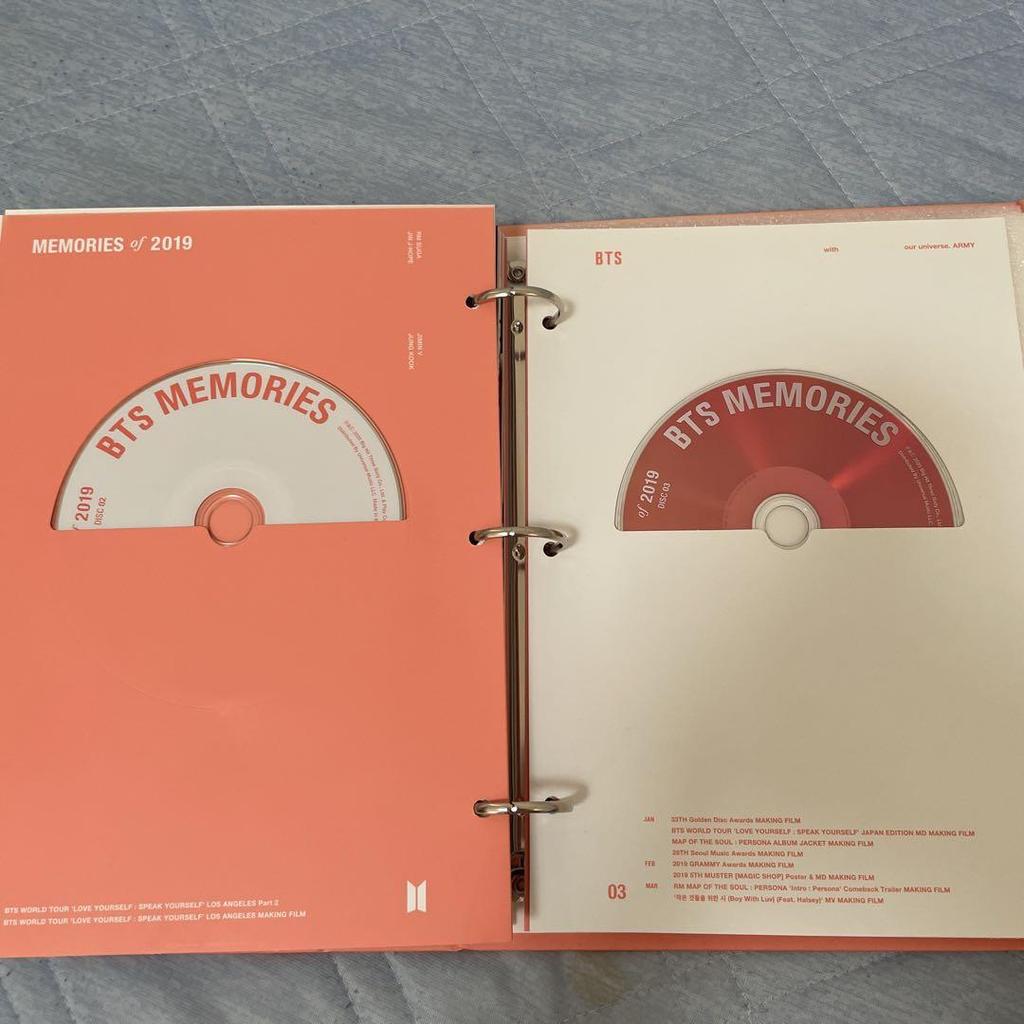 MEMORIES of 2019
RM SUGA
JIN J-HOPE
JIMIN V
JUNG KOOK
BTS MEMORIES
of 2019
DISC 02
BTS WORLD TOUR 'LOVE YOURSELF : SPEAK YOURSELF' LOS ANGELES Part 2
BTS WORLD TOUR 'LOVE YOURSELF : SPEAK YOURSELF' LOS ANGELES MAKING FILM
BTS with our universe. ARMY
BTS MEMORIES
of 2019
DISC 03
03
JAN 33TH Golden Disc Awards MAKING FILM
BTS WORLD TOUR 'LOVE YOURSELF : SPEAK YOURSELF' JAPAN EDITION MD MAKING FILM
MAP OF THE SOUL : PERSONA ALBUM JACKET MAKING FILM
28TH Seoul Music Awards MAKING FILM
FEB 2019 GRAMMY Awards MAKING FILM
2019 5TH MUSTER [MAGIC SHOP] Poster & MD MAKING FILM
MAR RM MAP OF THE SOUL : PERSONA 'Intro : Persona' Comeback Trailer MAKING FILM
'작은 것들을 위한 시 (Boy With Luv) (Feat. Halsey)' MV MAKING FILM